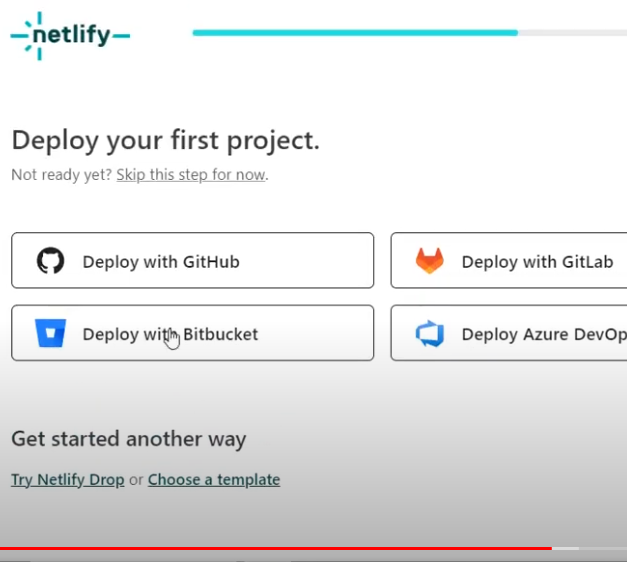 netlify
Deploy your first project.
Not ready yet? Skip this step for now.
Deploy with GitHub
Deploy with GitLab
Deploy with Bitbucket
Deploy Azure DevOp
Get started another way
Try Netlify Drop or Choose a template